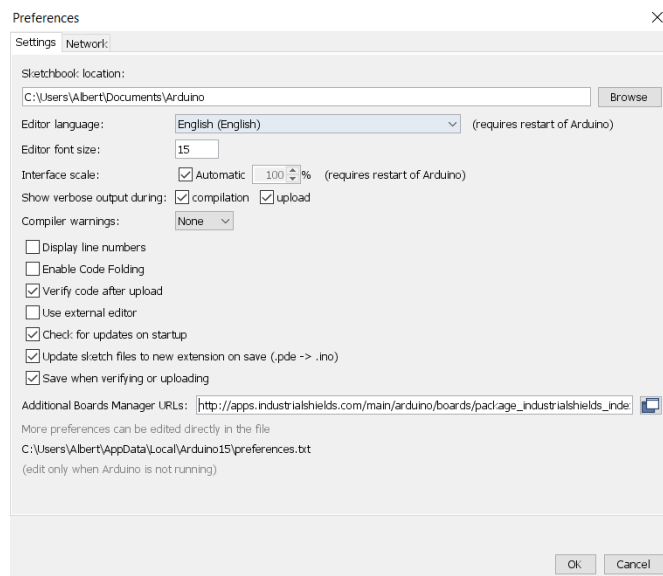 Preferences
Settings Network
Sketchbook location:
C:\Users\Albert\Documents\Arduino Browse
Editor language: English (English) (requires restart of Arduino)
Editor font size: 15
Interface scale: Automatic 100 % (requires restart of Arduino)
Show verbose output during: compilation upload
Compiler warnings: None
Display line numbers
Enable Code Folding
Verify code after upload
Use external editor
Check for updates on startup
Update sketch files to new extension on save (.pde -> .ino)
Save when verifying or uploading
Additional Boards Manager URLs: http://apps.industrialshields.com/main/arduino/boards/package_industrialshields_inde
More preferences can be edited directly in the file
C:\Users\Albert\AppData\Local\Arduino15\preferences.txt
(edit only when Arduino is not running)
OK Cancel